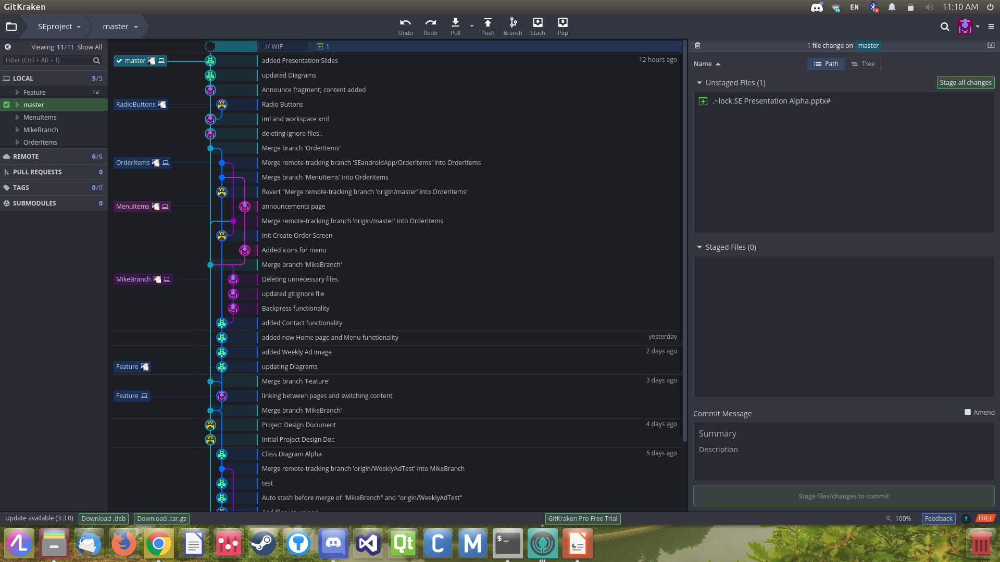 GitKraken
EN
11:10 AM
SEproject
master
Undo
Redo
Pull
Push
Branch
Stash
Pop
Viewing 11/11 Show All
Filter (Ctrl + Alt + f)
LOCAL 5/5
Feature 1
master
MenuItems
MikeBranch
OrderItems
REMOTE 6/6
PULL REQUESTS 0
TAGS 0/0
SUBMODULES 0
// WIP 1
master added Presentation Slides 12 hours ago
updated Diagrams
Announce fragment; content added
RadioButtons Radio Buttons
iml and workspace xml
deleting ignore files..
Merge branch 'OrderItems'
OrderItems Merge remote-tracking branch 'SEandroidApp/OrderItems' into OrderItems
Merge branch 'MenuItems' into OrderItems
Revert "Merge remote-tracking branch 'origin/master' into OrderItems"
MenuItems announcements page
Merge remote-tracking branch 'origin/master' into OrderItems
Init Create Order Screen
Added icons for menu
Merge branch 'MikeBranch'
MikeBranch Deleting unnecessary files.
updated gitignore file
Backpress functionality
added Contact functionality
added new Home page and Menu functionality yesterday
added Weekly Ad image 2 days ago
Feature updating Diagrams
Merge branch 'Feature' 3 days ago
Feature linking between pages and switching content
Merge branch 'MikeBranch'
Project Design Document 4 days ago
Initial Project Design Doc
Class Diagram Alpha 5 days ago
Merge remote-tracking branch 'origin/WeeklyAdTest' into MikeBranch
test
Auto stash before merge of "MikeBranch" and "origin/WeeklyAdTest"
1 file change on master
Name
Path
Tree
Unstaged Files (1)
Stage all changes
.~lock.SE Presentation Alpha.pptx#
Staged Files (0)
Commit Message
Amend
Summary
Description
Stage files/changes to commit
Update available (3.3.0)
Download .deb
Download .tar.gz
GitKraken Pro Free Trial
100%
Feedback
FREE
Qt
C
M
$_